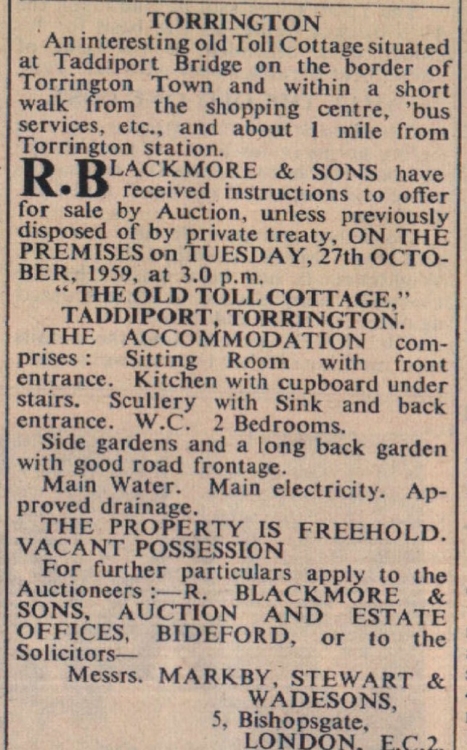 TORRINGTON
An interesting old Toll Cottage situated
at Taddiport Bridge on the border of
Torrington Town and within a short
walk from the shopping centre, 'bus
services, etc., and about 1 mile from
Torrington station.
R. BLACKMORE & SONS have
received instructions to offer
for sale by Auction, unless previously
disposed of by private treaty, ON THE
PREMISES on TUESDAY, 27th OCTO-
BER, 1959, at 3.0 p.m.
“ THE OLD TOLL COTTAGE,”
TADDIPORT, TORRINGTON.
THE ACCOMMODATION com-
prises : Sitting Room with front
entrance. Kitchen with cupboard under
stairs. Scullery with Sink and back
entrance. W.C. 2 Bedrooms.
Side gardens and a long back garden
with good road frontage.
Main Water. Main electricity. Ap-
proved drainage.
THE PROPERTY IS FREEHOLD.
VACANT POSSESSION
For further particulars apply to the
Auctioneers :—R. BLACKMORE &
SONS, AUCTION AND ESTATE
OFFICES, BIDEFORD, or to the
Solicitors—
Messrs. MARKBY, STEWART &
WADESONS,
5, Bishopsgate,
LONDON, E.C.2.